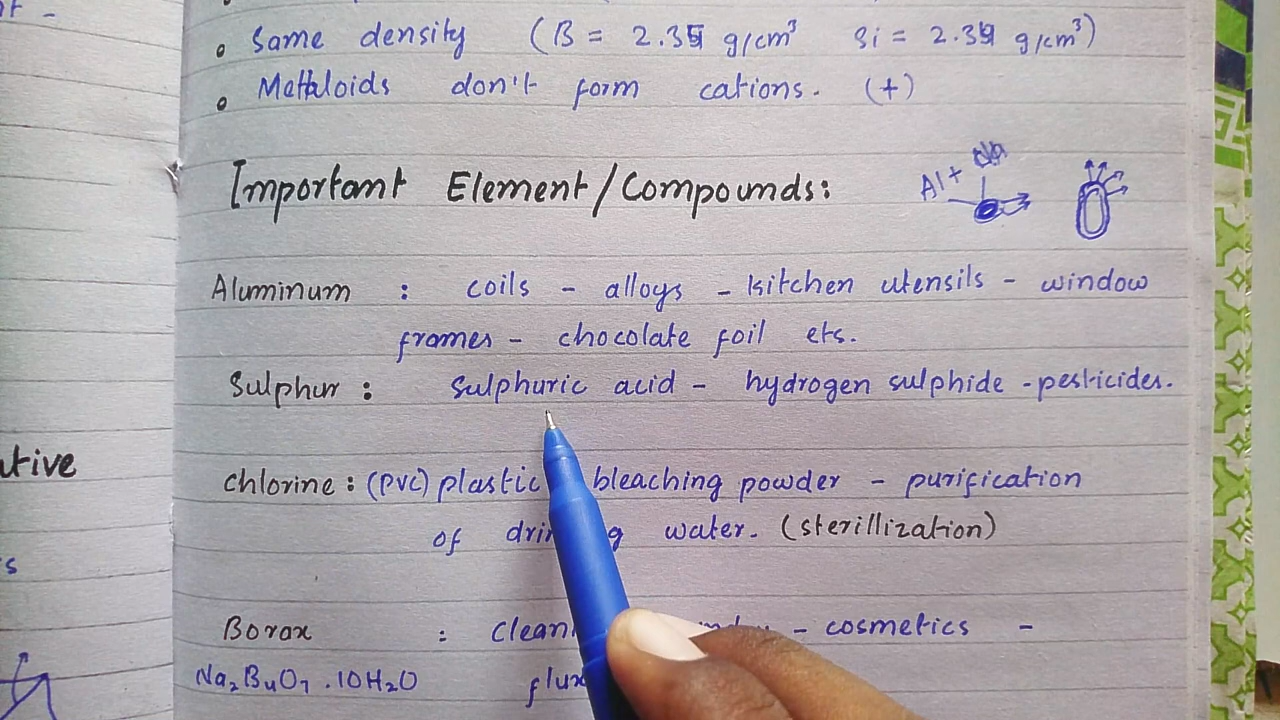 Same density (B = 2.35 g/cm³ Si = 2.39 g/cm³)
Mettaloids don't form cations. (+)
Important Element/Compounds:
Al +
Aluminum : coils - alloys - kitchen utensils - window
frames - chocolate foil ets.
Sulphur : sulphuric acid - hydrogen sulphide - pesticides.
ative
chlorine : (pvc) plastic bleaching powder - purification
of water. (sterillization)
s
Borax : - cosmetics -
Na₂B₄O₇ .10H₂O